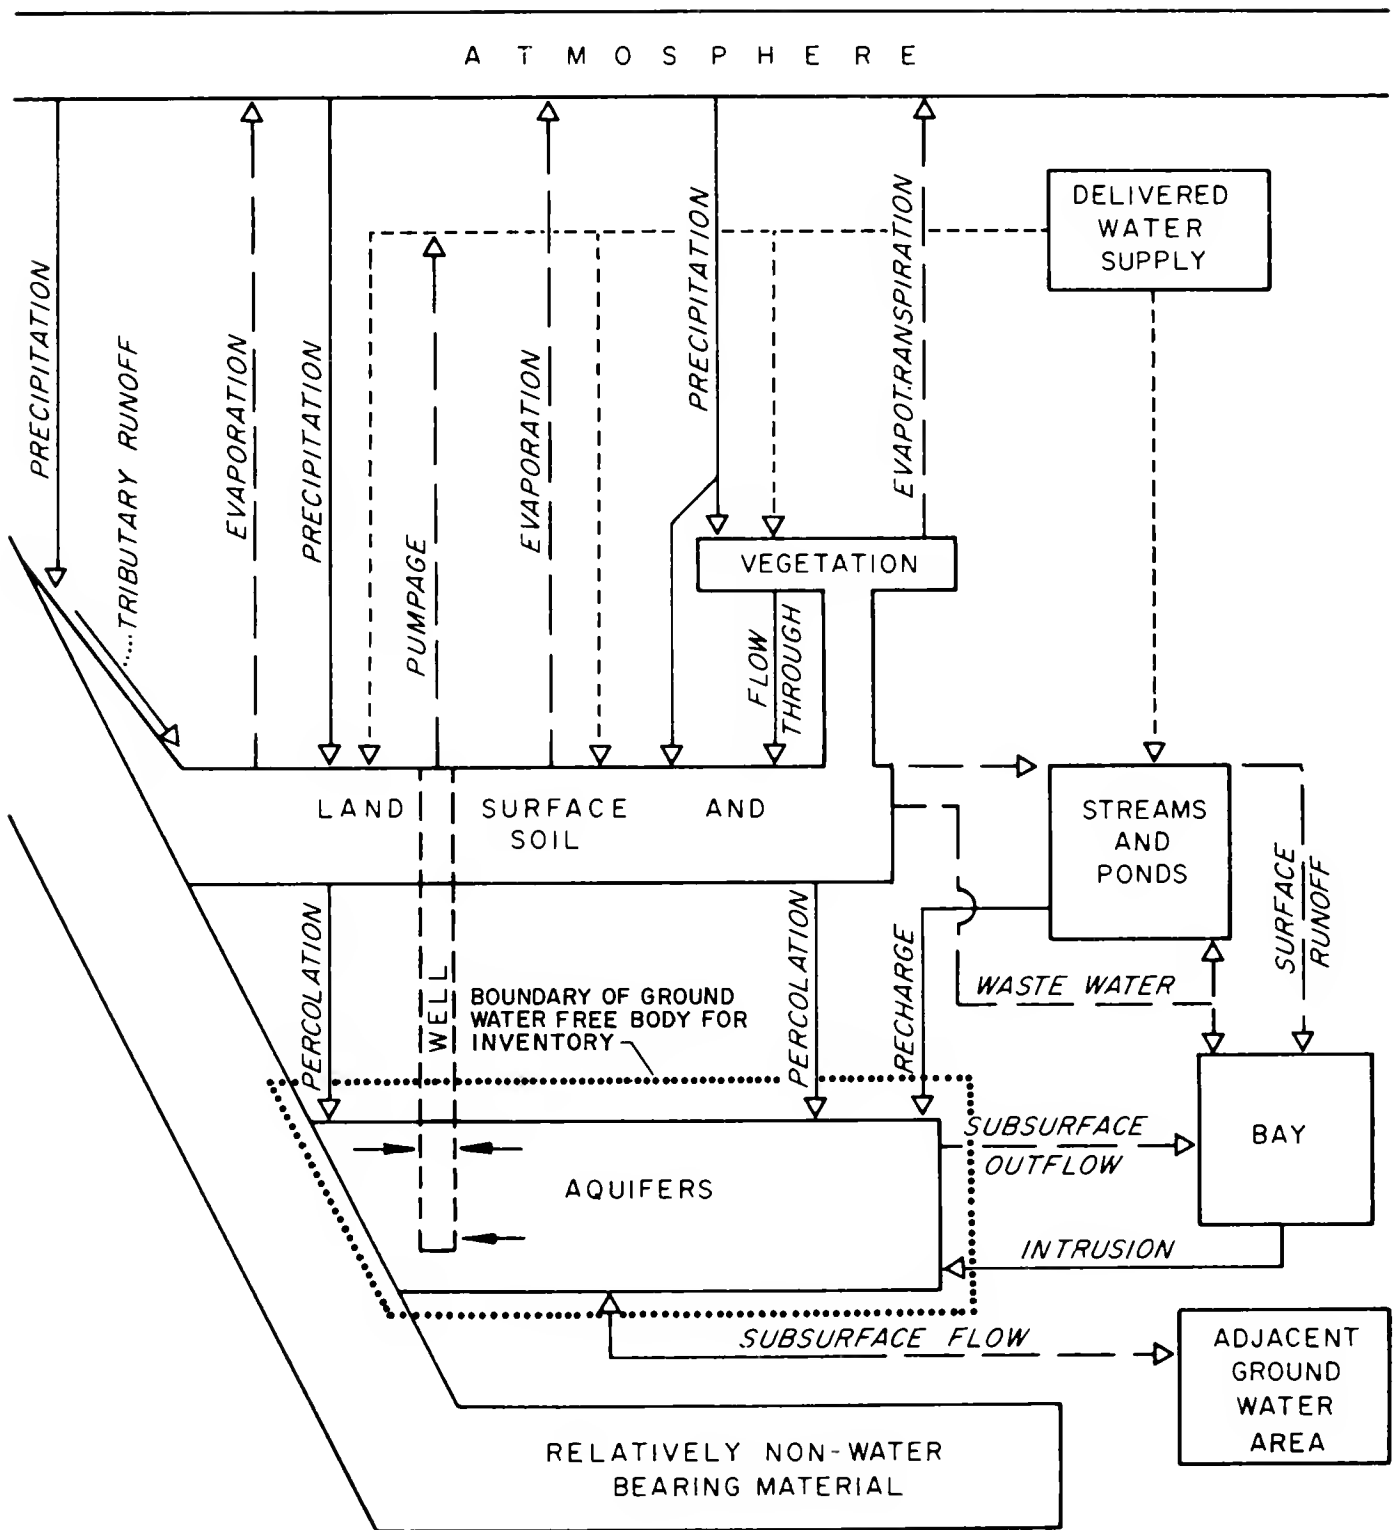 ATMOSPHERE
DELIVERED
WATER
SUPPLY
PRECIPITATION
TRIBUTARY RUNOFF
EVAPORATION
PRECIPITATION
PUMPAGE
EVAPORATION
PRECIPITATION
EVAPOTRANSPIRATION
VEGETATION
FLOW
THROUGH
LAND SURFACE AND
SOIL
STREAMS
AND
PONDS
SURFACE
RUNOFF
PERCOLATION
WELL
BOUNDARY OF GROUND
WATER FREE BODY FOR
INVENTORY
PERCOLATION
RECHARGE
WASTE WATER
SUBSURFACE
OUTFLOW
BAY
AQUIFERS
INTRUSION
SUBSURFACE FLOW
ADJACENT
GROUND
WATER
AREA
RELATIVELY NON-WATER
BEARING MATERIAL